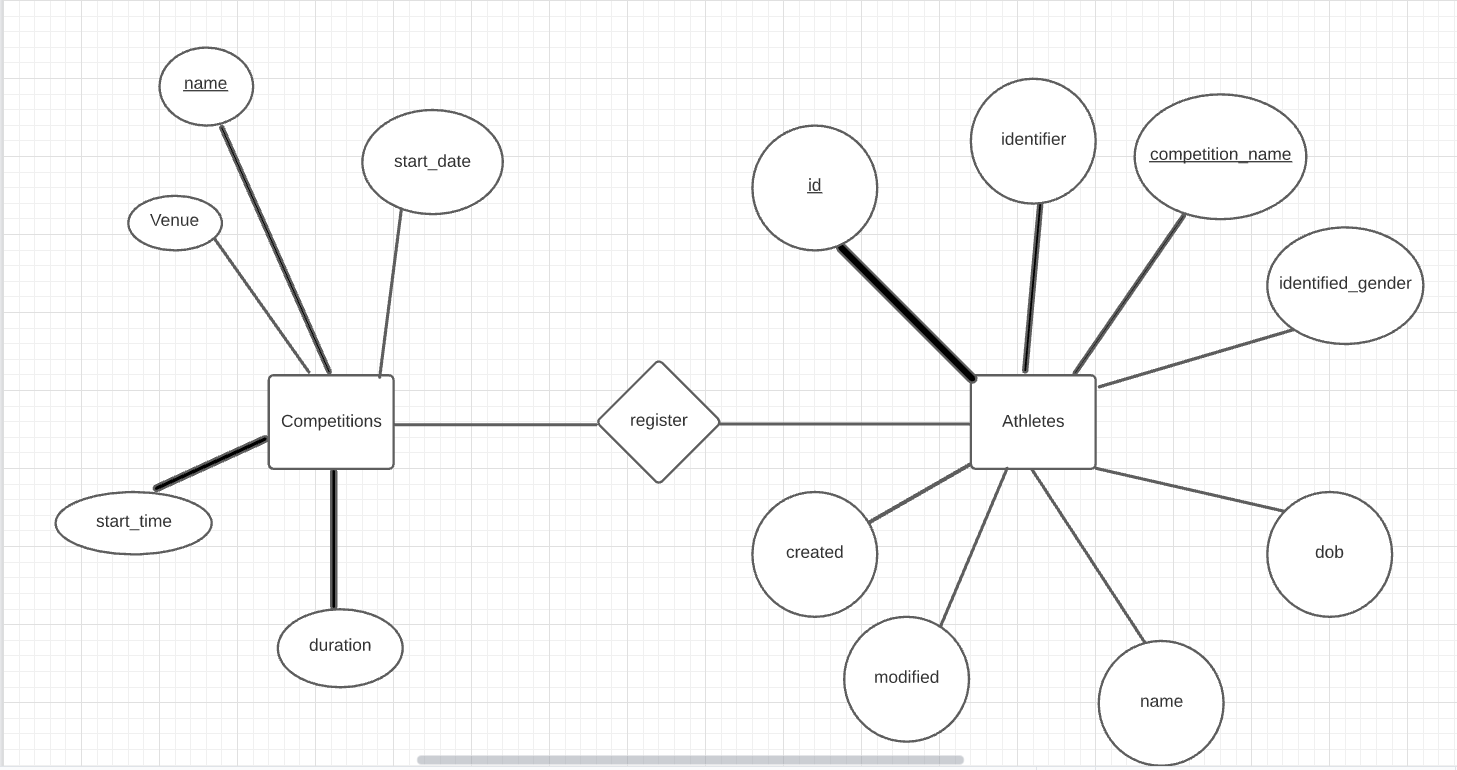 name
start_date
Venue
identifier
competition_name
id
identified_gender
Competitions
register
Athletes
start_time
created
dob
duration
modified
name